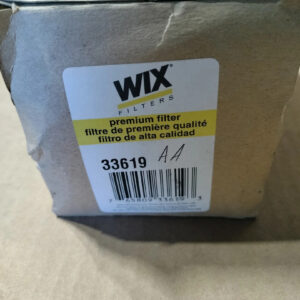 WIX®
FILTERS
premium filter
filtre de première qualité
filtro de alta calidad
33619 AA